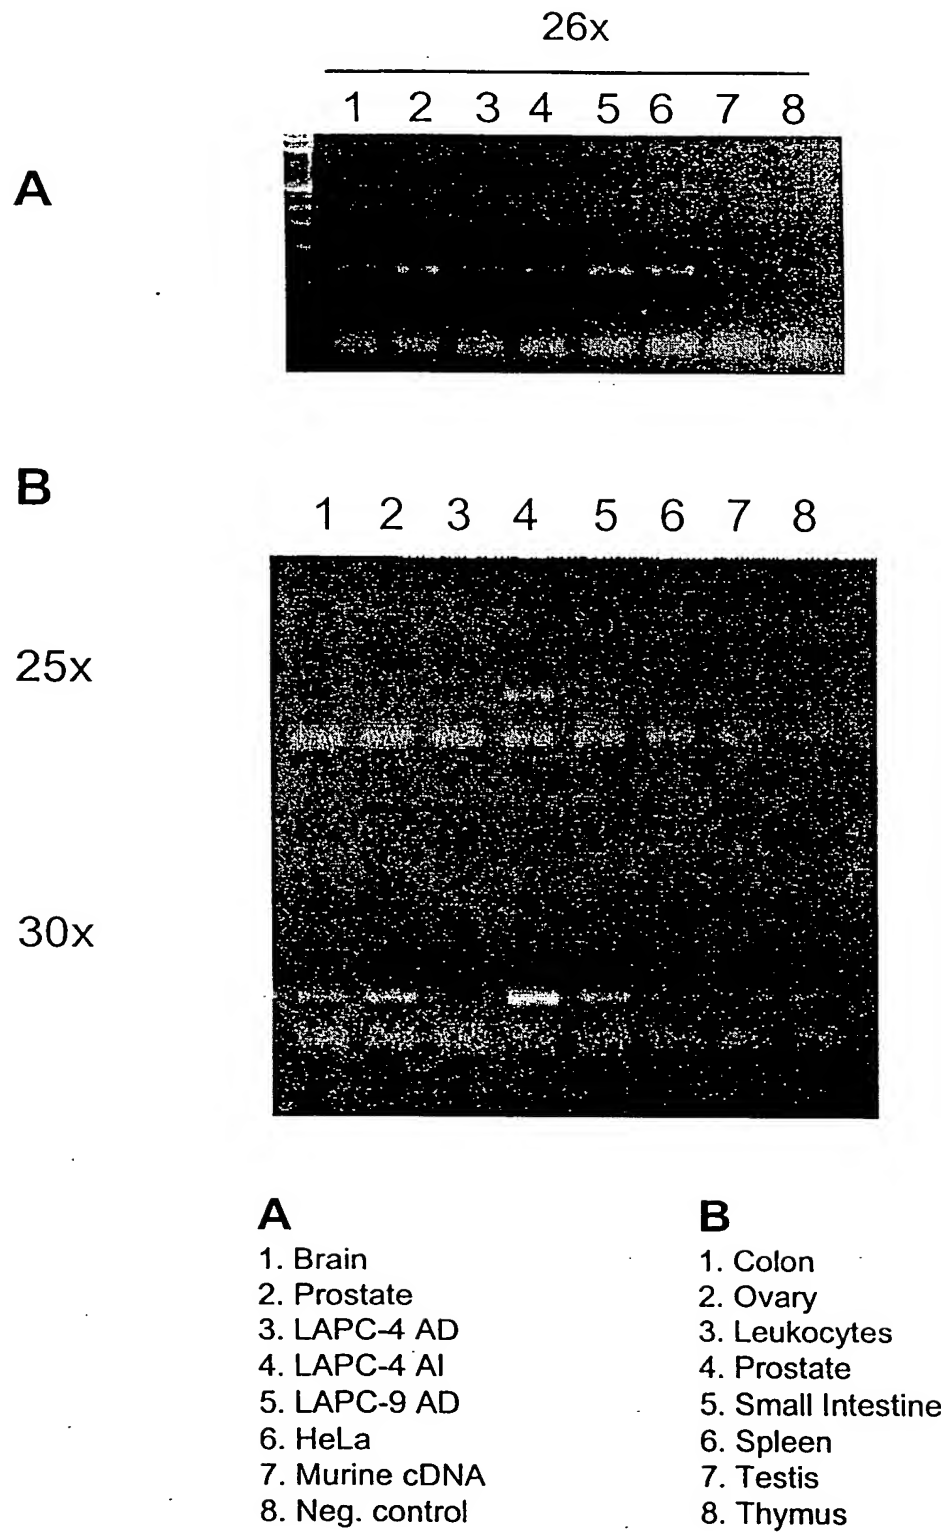 26x
1 2 3 4 5 6 7 8
A
B
1 2 3 4 5 6 7 8
25x
30x
A
1. Brain
2. Prostate
3. LAPC-4 AD
4. LAPC-4 AI
5. LAPC-9 AD
6. HeLa
7. Murine cDNA
8. Neg. control
B
1. Colon
2. Ovary
3. Leukocytes
4. Prostate
5. Small Intestine
6. Spleen
7. Testis
8. Thymus